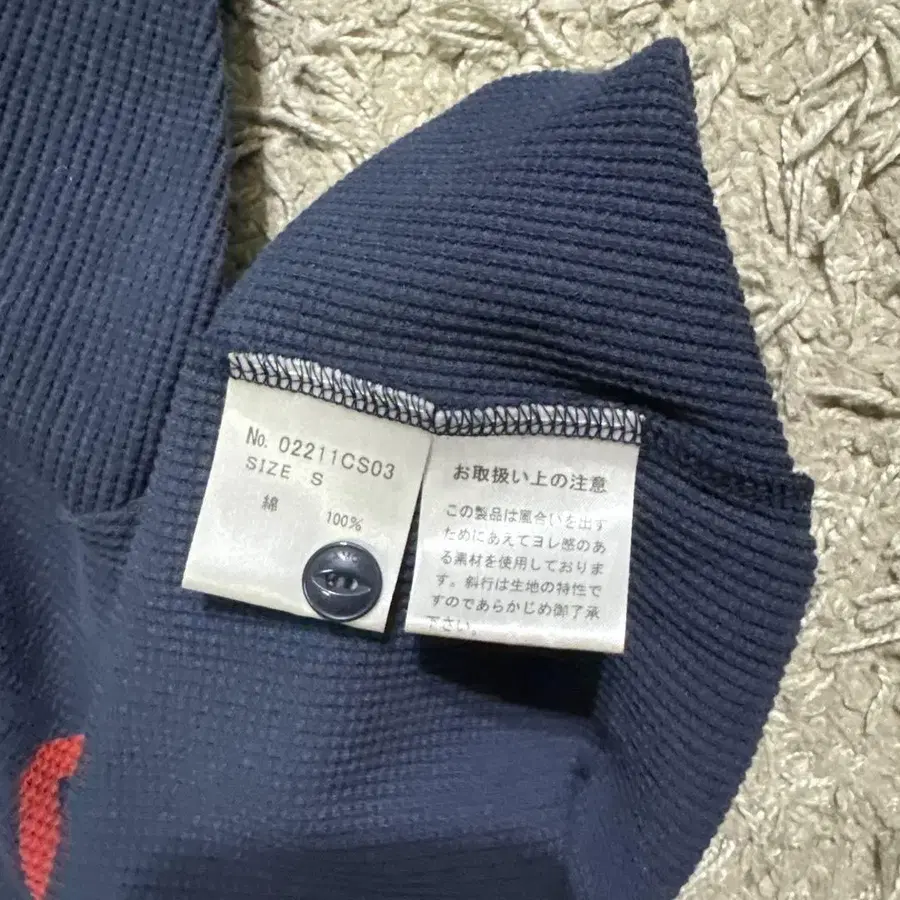 No. 02211CS03
SIZE S
綿 100%
お取扱い上の注意
この製品は風合いを出す
ためにあえてヨレ感のあ
る素材を使用しておりま
す。斜行は生地の特性で
すのであらかじめ御了承
下さい。